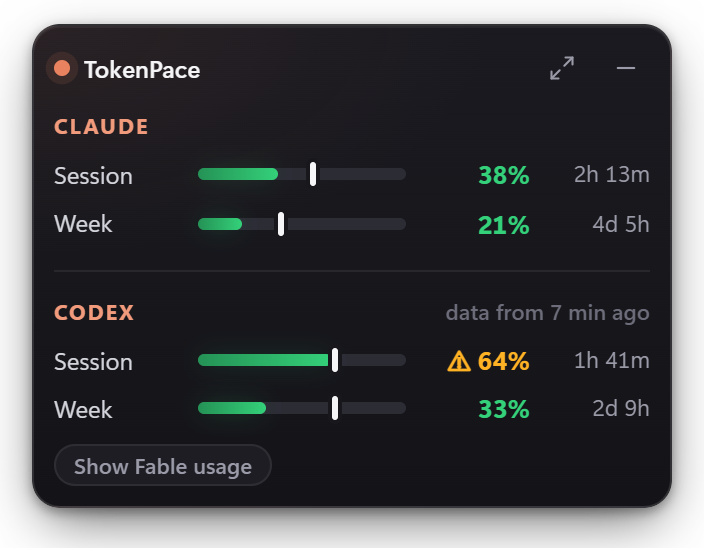 TokenPace
CLAUDE
Session 38% 2h 13m
Week 21% 4d 5h
CODEX data from 7 min ago
Session ⚠ 64% 1h 41m
Week 33% 2d 9h
Show Fable usage